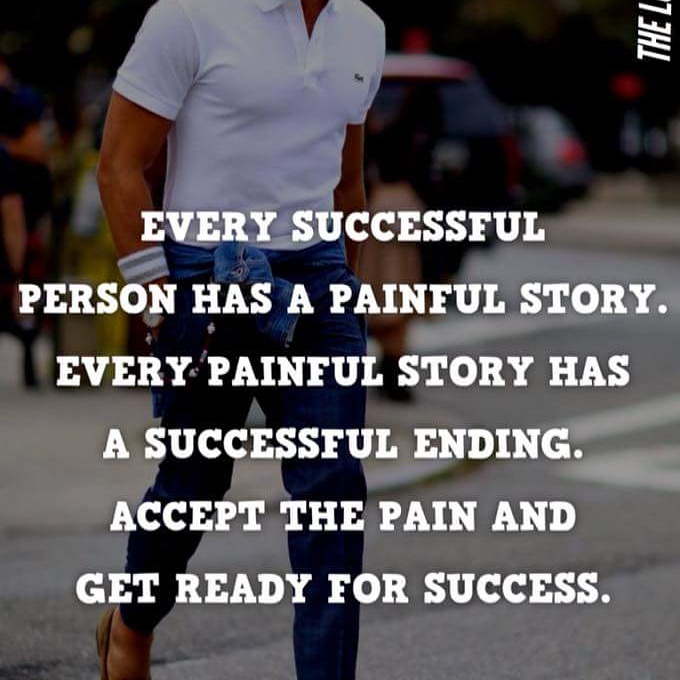 EVERY SUCCESSFUL
PERSON HAS A PAINFUL STORY.
EVERY PAINFUL STORY HAS
A SUCCESSFUL ENDING.
ACCEPT THE PAIN AND
GET READY FOR SUCCESS.
THE